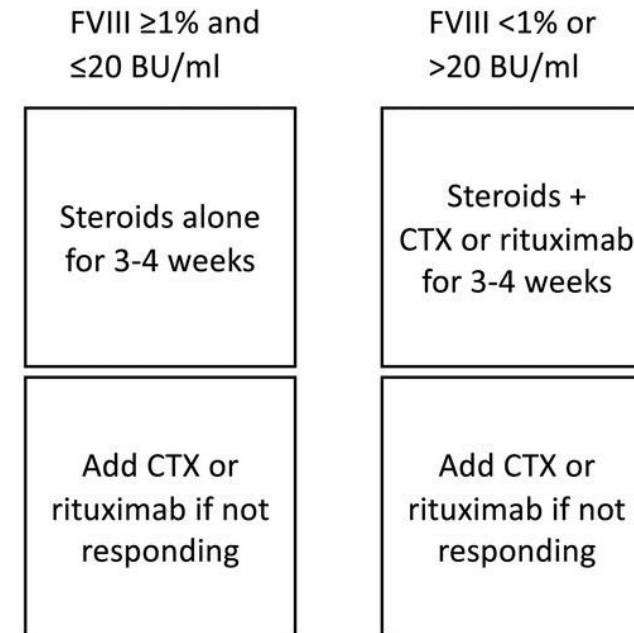 FVIII ≥1% and
≤20 BU/ml
FVIII <1% or
>20 BU/ml
Steroids alone
for 3-4 weeks
Steroids +
CTX or rituximab
for 3-4 weeks
Add CTX or
rituximab if not
responding
Add CTX or
rituximab if not
responding